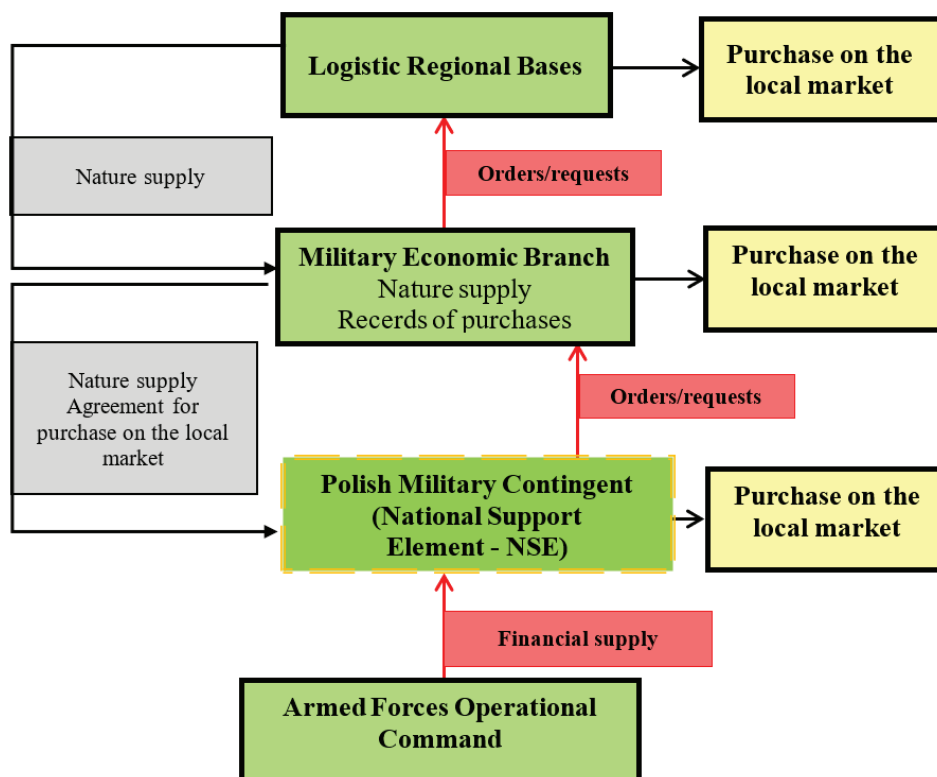 Logistic Regional Bases
Purchase on the
local market
Nature supply
Orders/requests
Military Economic Branch
Nature supply
Recerds of purchases
Purchase on the
local market
Nature supply
Agreement for
purchase on the local
market
Orders/requests
Polish Military Contingent
(National Support
Element - NSE)
Purchase on the
local market
Financial supply
Armed Forces Operational
Command